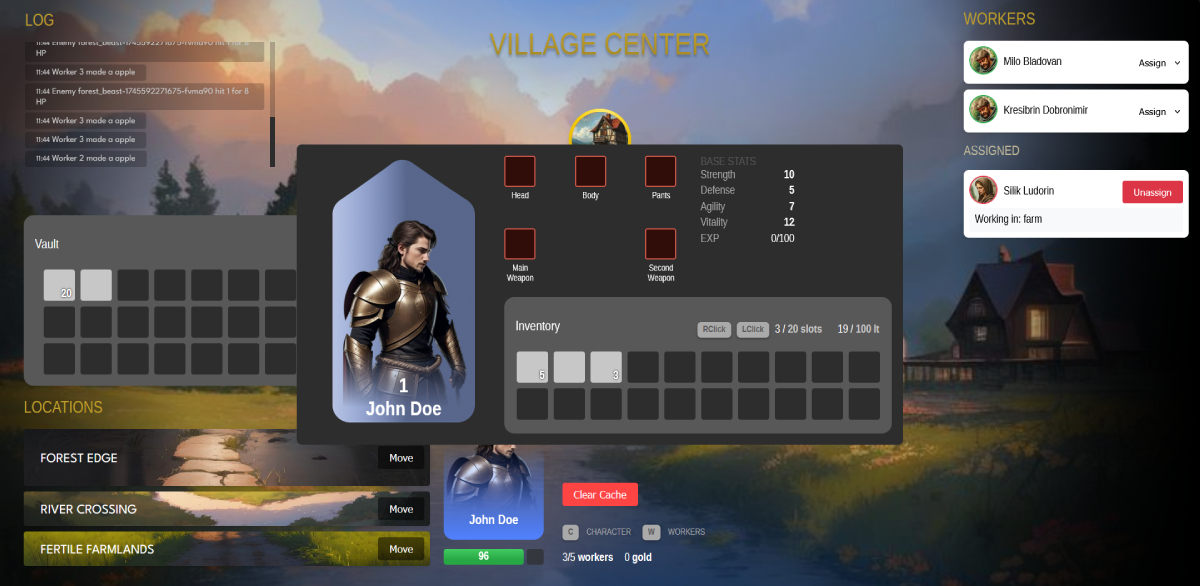 LOG
11:44 Enemy forest_beast-1745592271675-fvma90 hit 1 for 8
HP
11:44 Worker 3 made a apple
11:44 Enemy forest_beast-1745592271675-fvma90 hit 1 for 8
HP
11:44 Worker 3 made a apple
11:44 Worker 3 made a apple
11:44 Worker 2 made a apple
VILLAGE CENTER
WORKERS
Milo Bladovan
Assign
Kresibrin Dobronimir
Assign
ASSIGNED
Silik Ludorin
Unassign
Working in: farm
Vault
20
1
John Doe
Head
Body
Pants
Main
Weapon
Second
Weapon
BASE STATS
Strength 10
Defense 5
Agility 7
Vitality 12
EXP 0/100
Inventory
RClick LClick 3 / 20 slots 19 / 100 lt
5
3
LOCATIONS
FOREST EDGE
Move
RIVER CROSSING
Move
FERTILE FARMLANDS
Move
John Doe
96
Clear Cache
C CHARACTER W WORKERS
3/5 workers 0 gold